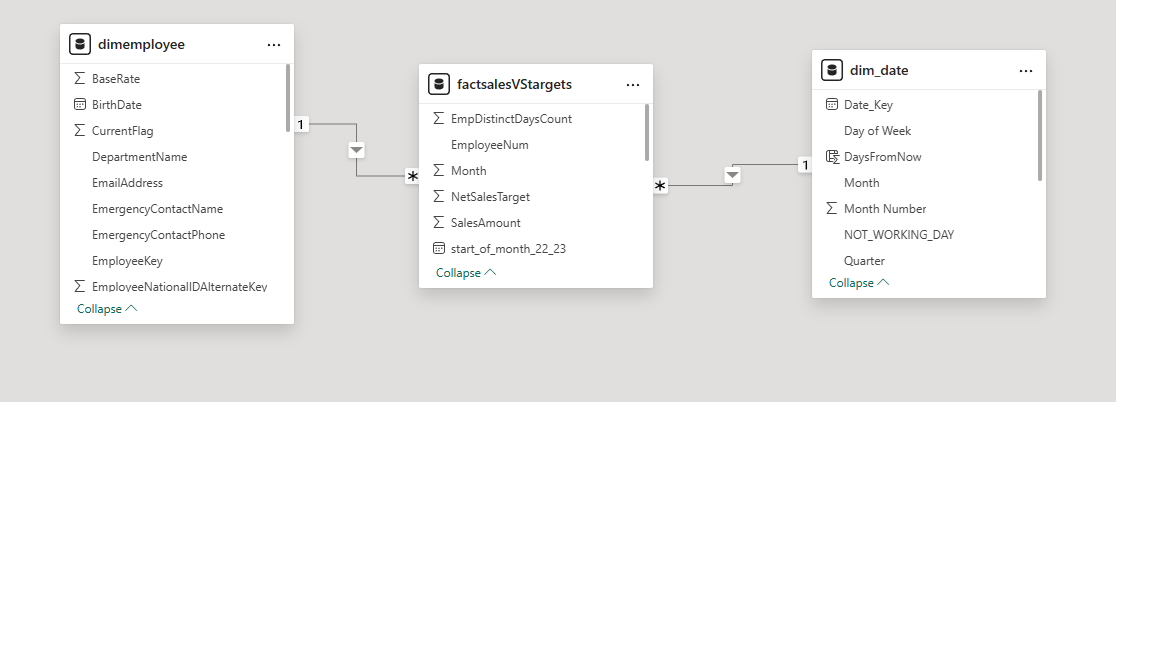 dimemployee
BaseRate
BirthDate
CurrentFlag
DepartmentName
EmailAddress
EmergencyContactName
EmergencyContactPhone
EmployeeKey
EmployeeNationalIDAlternateKey
Collapse
1
*
factsalesVStargets
EmpDistinctDaysCount
EmployeeNum
Month
NetSalesTarget
SalesAmount
start_of_month_22_23
Collapse
*
1
dim_date
Date_Key
Day of Week
DaysFromNow
Month
Month Number
NOT_WORKING_DAY
Quarter
Collapse